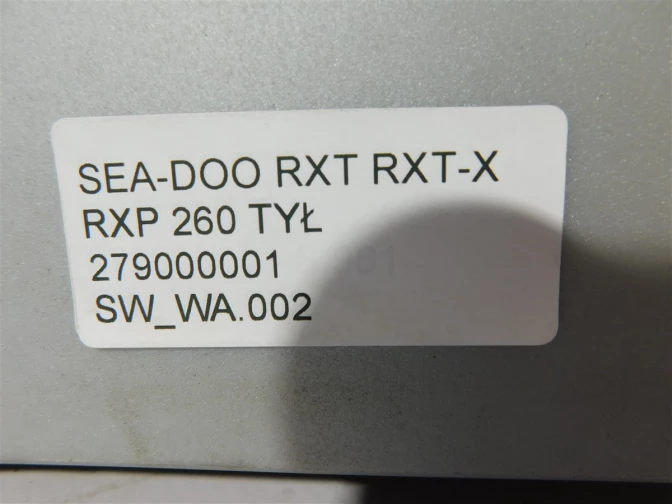 SEA-DOO RXT RXT-X
RXP 260 TYŁ
279000001
SW_WA.002